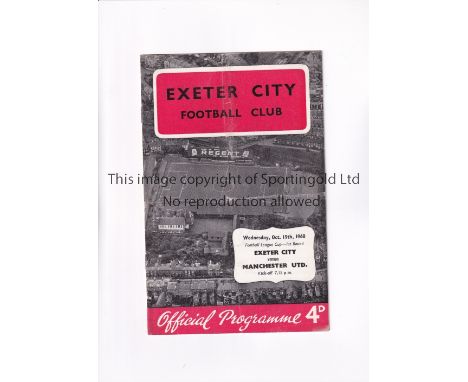 EXETER CITY
FOOTBALL CLUB
REGENT
This image copyright of Sportingold Ltd
No reproduction allowed
Wednesday, Oct. 19th, 1960
Football League Cup—1st Round
EXETER CITY
versus
MANCHESTER UTD.
Kick-off 7.15 p.m.
Official Programme 4D